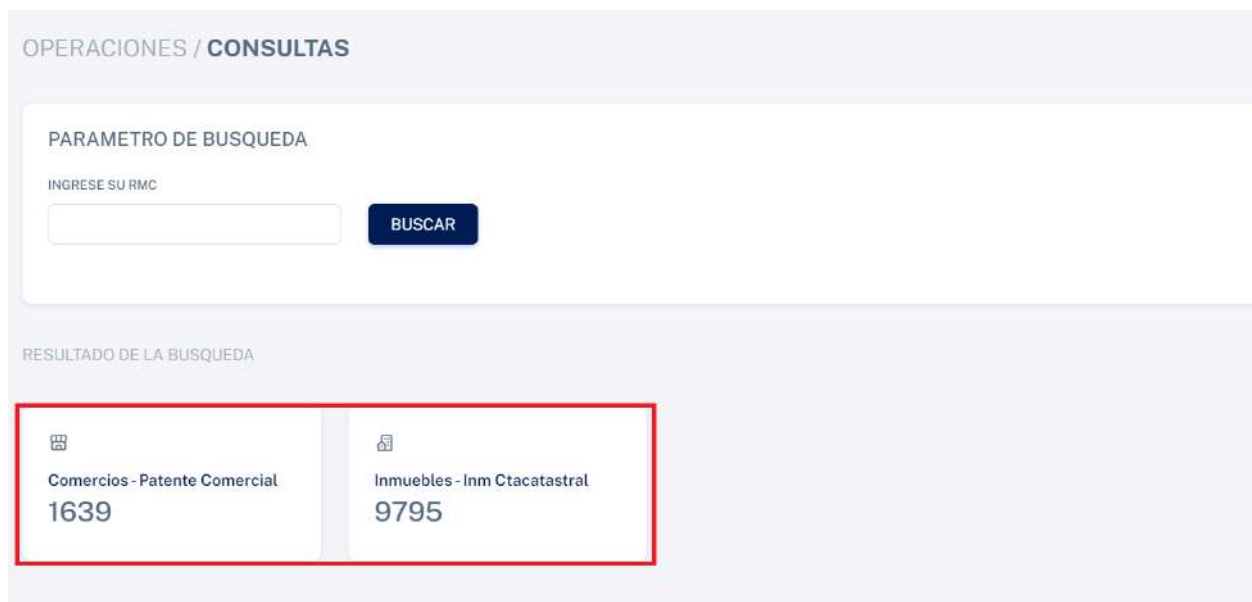 OPERACIONES / CONSULTAS
PARAMETRO DE BUSQUEDA
INGRESE SU RMC
BUSCAR
RESULTADO DE LA BUSQUEDA
Comercios - Patente Comercial
1639
Inmuebles - Inm Ctacatastral
9795